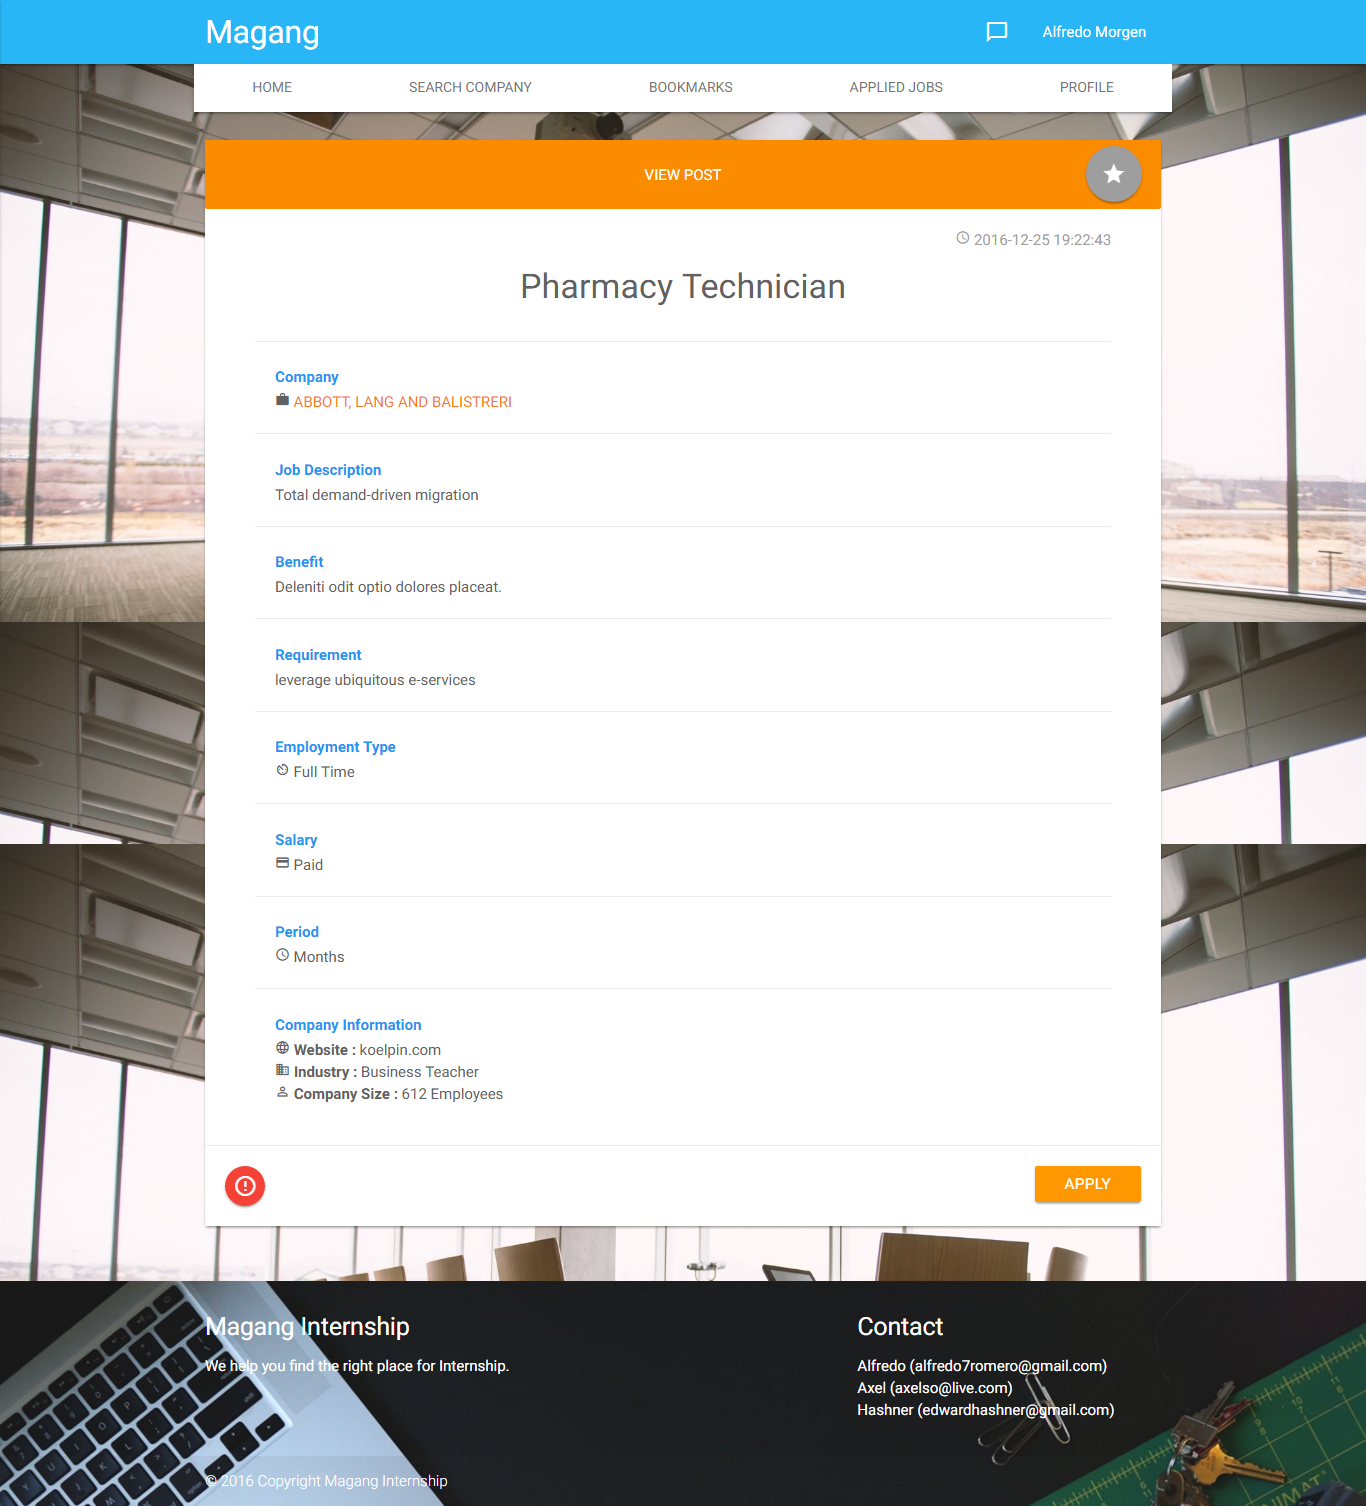 Magang
Alfredo Morgen
HOME
SEARCH COMPANY
BOOKMARKS
APPLIED JOBS
PROFILE
VIEW POST
2016-12-25 19:22:43
Pharmacy Technician
Company
ABBOTT, LANG AND BALISTRERI
Job Description
Total demand-driven migration
Benefit
Deleniti odit optio dolores placeat.
Requirement
leverage ubiquitous e-services
Employment Type
Full Time
Salary
Paid
Period
Months
Company Information
Website : koelpin.com
Industry : Business Teacher
Company Size : 612 Employees
APPLY
Magang Internship
We help you find the right place for Internship.
Contact
Alfredo (alfredo7romero@gmail.com)
Axel (axelso@live.com)
Hashner (edwardhashner@gmail.com)
© 2016 Copyright Magang Internship